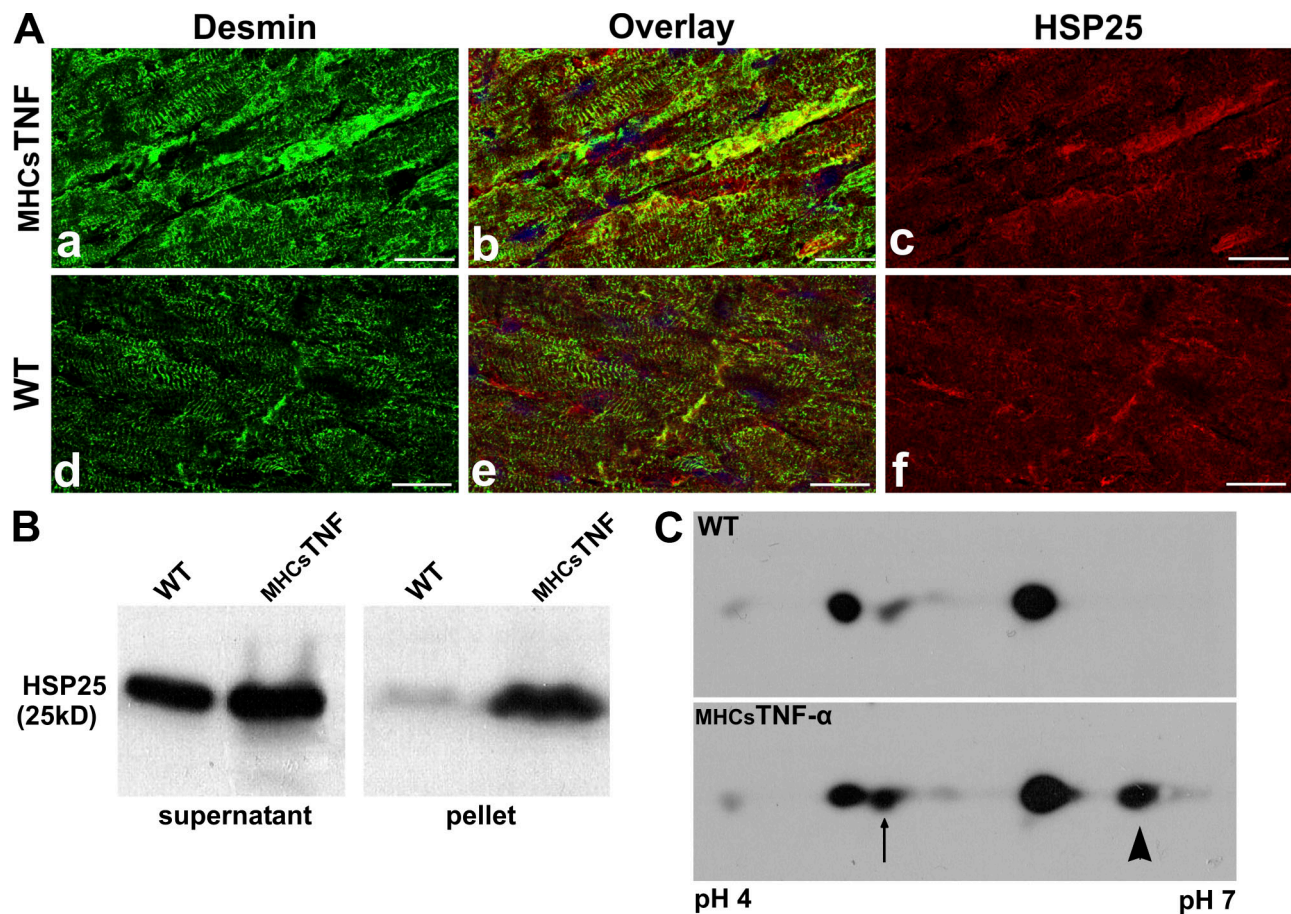 A
Desmin Overlay HSP25
MHCsTNF
a b c
WT
d e f
B
WT MHCsTNF WT MHCsTNF
HSP25
(25kD)
supernatant pellet
C
WT
MHCsTNF-α
pH 4 pH 7